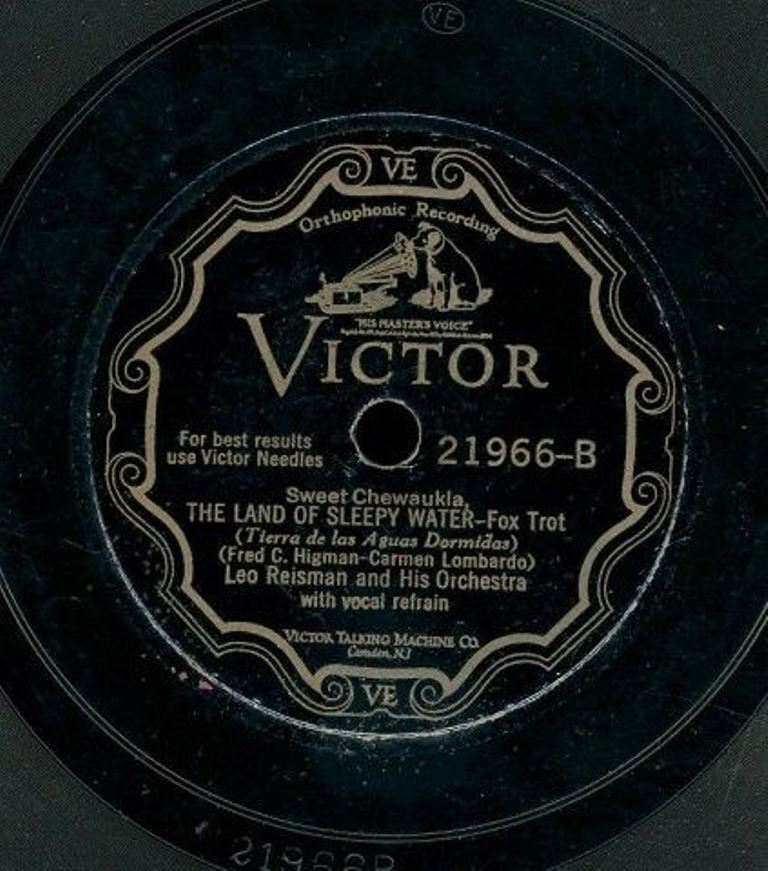 VE
VE
Orthophonic Recording
"HIS MASTER'S VOICE"
VICTOR
For best results
use Victor Needles
21966-B
Sweet Chewaukla,
THE LAND OF SLEEPY WATER-Fox Trot
(Tierra de las Aguas Dormidas)
(Fred C. Higman-Carmen Lombardo)
Leo Reisman and His Orchestra
with vocal refrain
VICTOR TALKING MACHINE CO.
Camden, N.J
VE
21966B